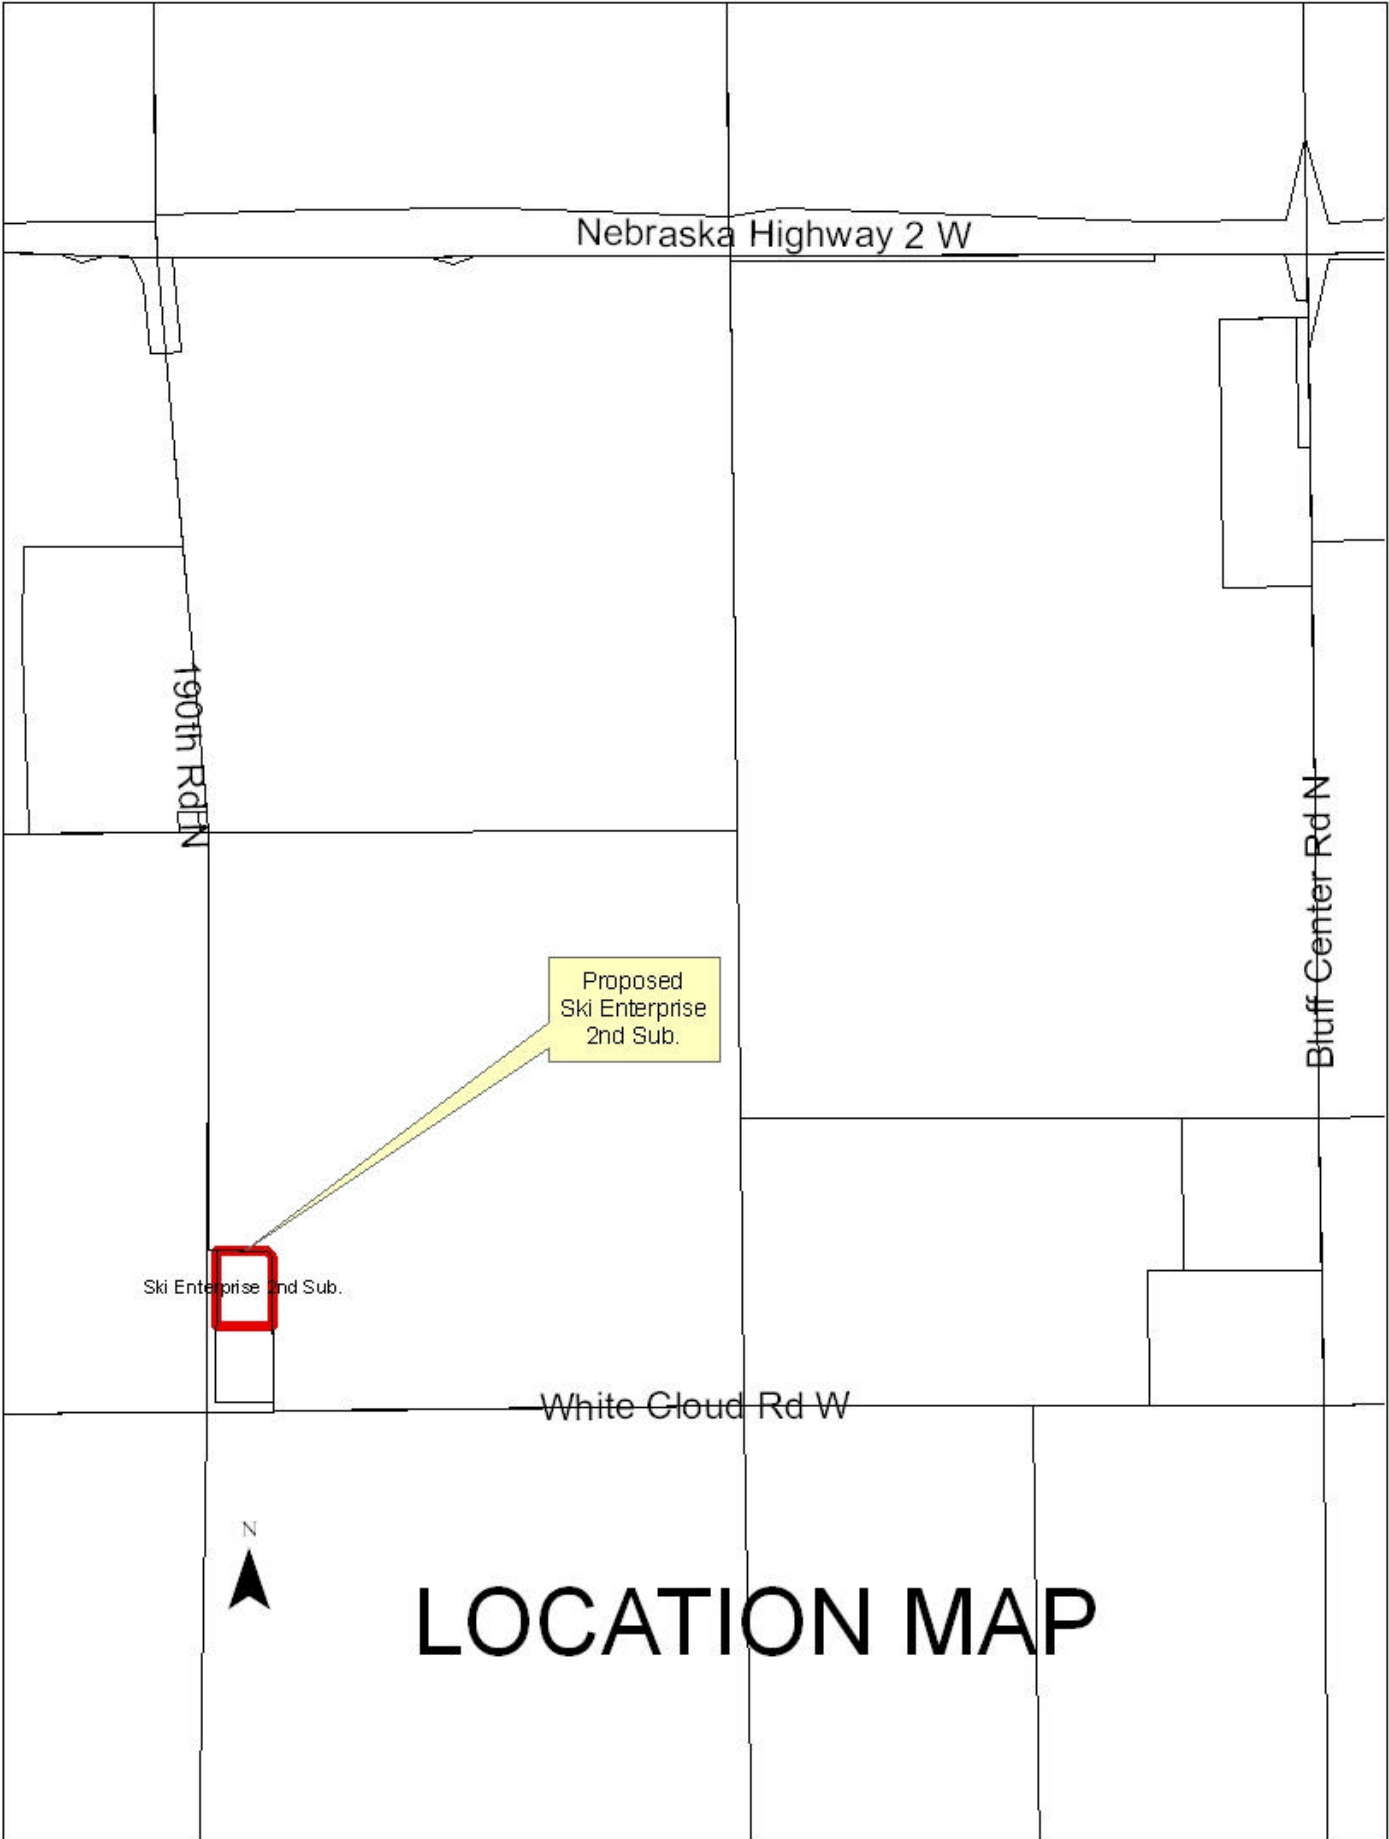 Nebraska Highway 2 W
190th Rd N
Bluff Center Rd N
Proposed
Ski Enterprise
2nd Sub.
Ski Enterprise 2nd Sub.
White Cloud Rd W
N
LOCATION MAP